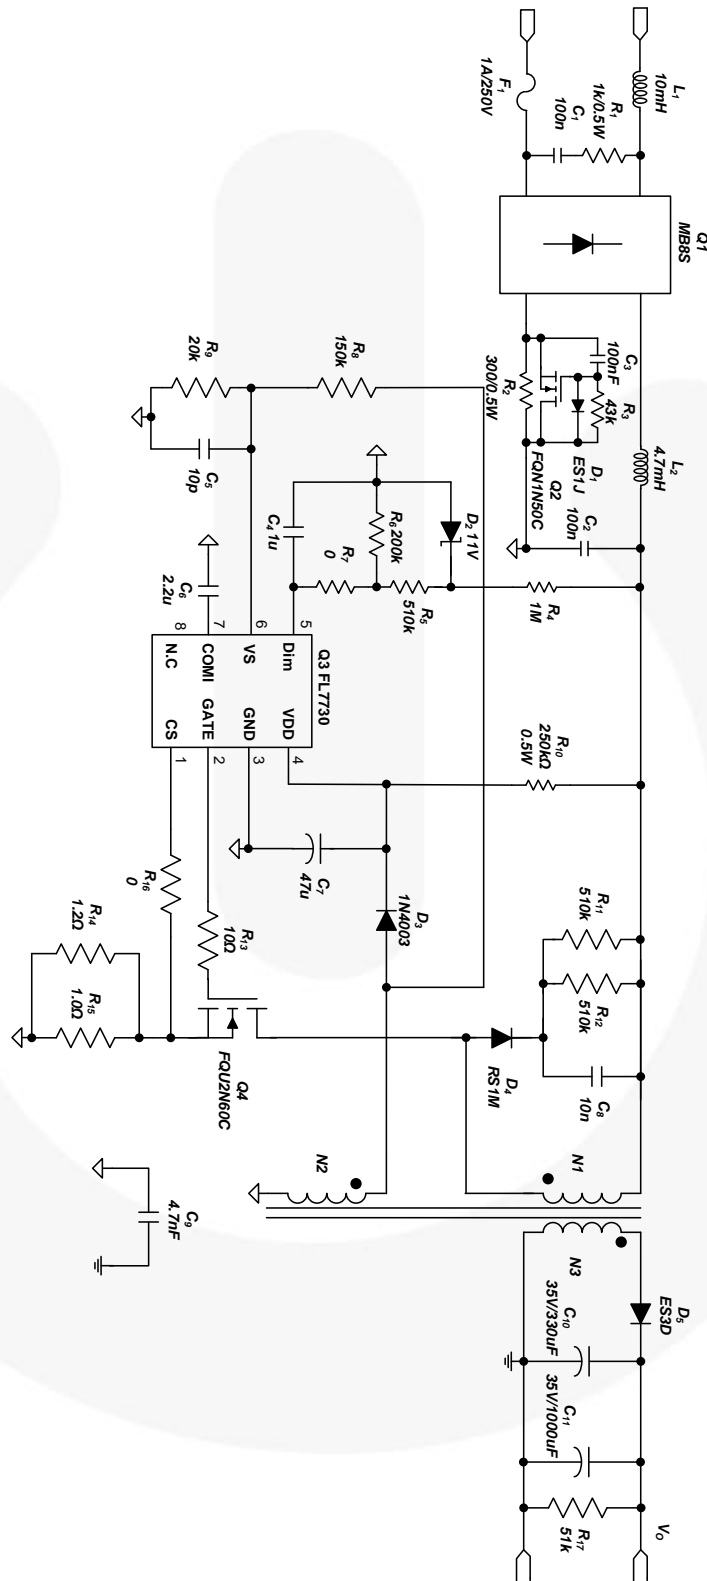 L1
10mH
F1
1A/250V
R1
1k/0.5W
C1
100n
Q1
MB8S
C3
100nF
R3
43k
D1
ES1J
Q2
FQN1N50C
R2
300/0.5W
L2
4.7mH
C2
100n
R8
150k
R9
20k
C5
10p
C4 1u
R6 200k
D2 11V
R7
0
R5
510k
R4
1M
C6
2.2u
8
7
6
5
N.C
COMI
VS
Dim
Q3 FL7730
CS
GATE
GND
VDD
1
2
3
4
R10
250kΩ
0.5W
C7
47u
D3
1N4003
R16
0
R13
10Ω
R14
1.2Ω
R15
1.0Ω
Q4
FQU2N60C
R11
510k
R12
510k
C8
10n
D4
RS1M
N2
N1
N3
C9
4.7nF
D5
ES3D
C10
35V/330uF
C11
35V/1000uF
R17
51k
VO